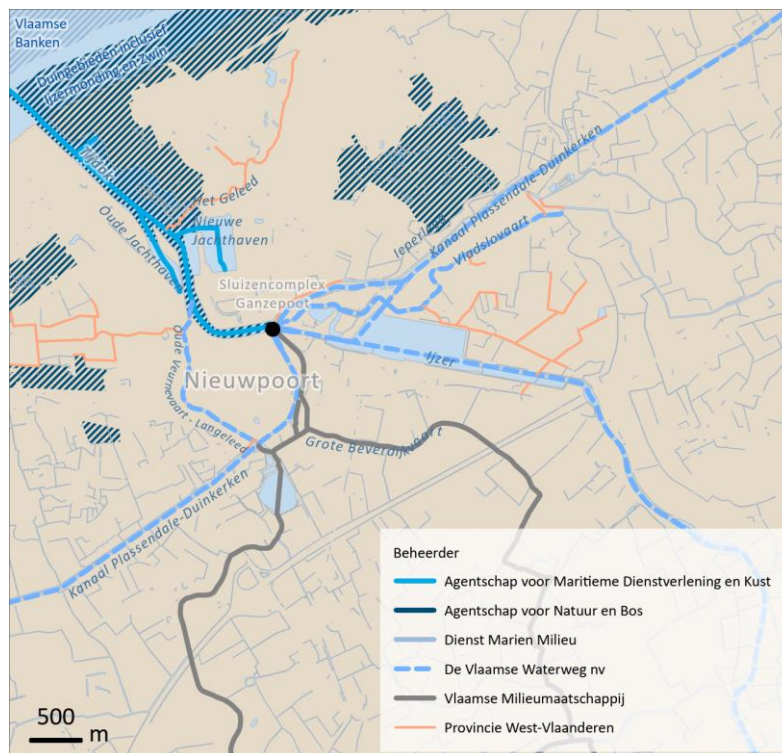 Vlaamse
Banken
Duingebieden inclusief
Ijzermonding en Zwin
Tijdok
Het Geleed
Nieuwe
Jachthaven
Oude Jachthaven
Ieperleed
Kanaal Plassendale-Duinkerken
Vladslovaart
Sluizencomplex
Ganzepoot
Ijzer
Nieuwpoort
Oude Veurnevaart - Langeleed
Grote Beverdijkvaart
Kanaal Plassendale-Duinkerken
Beheerder
Agentschap voor Maritieme Dienstverlening en Kust
Agentschap voor Natuur en Bos
Dienst Marien Milieu
De Vlaamse Waterweg nv
Vlaamse Milieumaatschappij
Provincie West-Vlaanderen
500
m